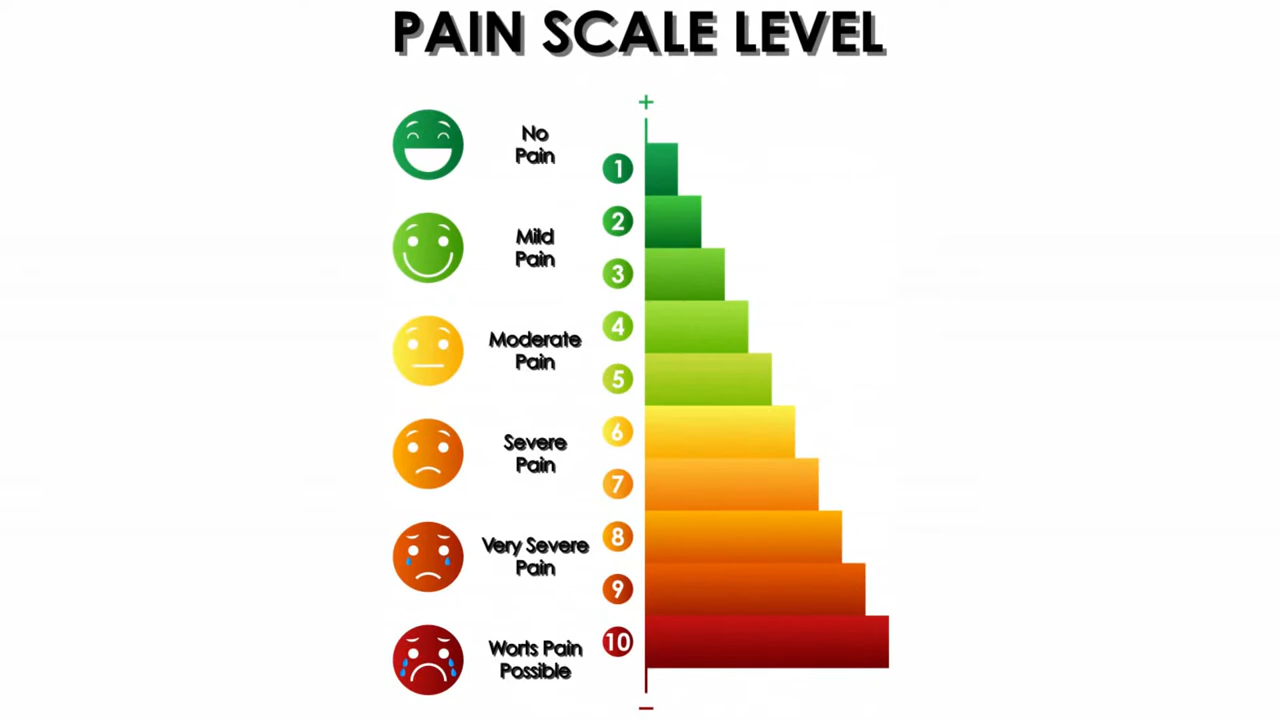 PAIN SCALE LEVEL
+
No
Pain
1
2
Mild
Pain
3
Moderate
Pain
4
5
Severe
Pain
6
7
Very Severe
Pain
8
9
Worts Pain
Possible
10
−